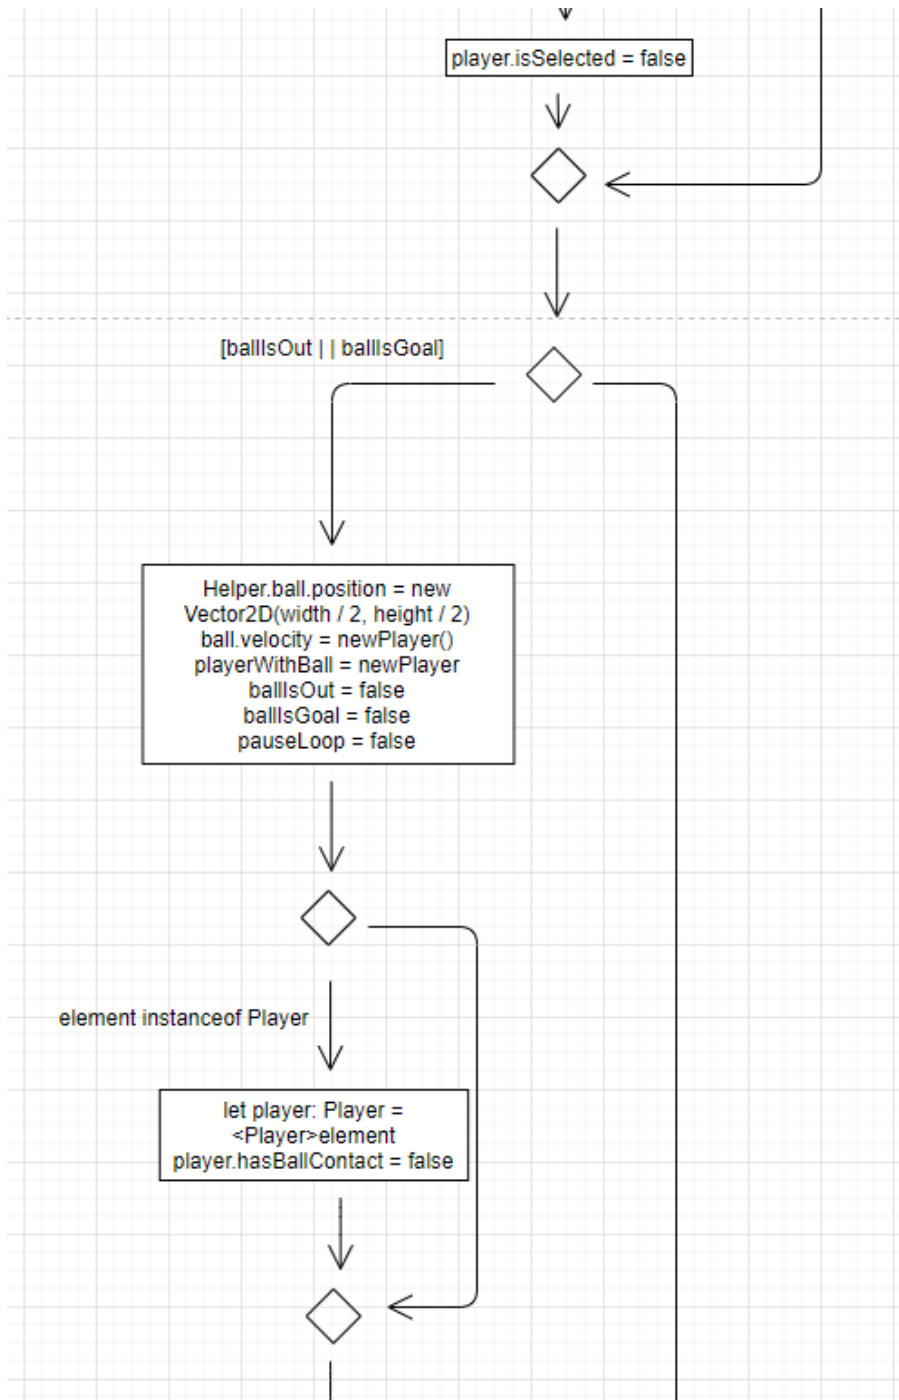 player.isSelected = false
[ballIsOut | | ballIsGoal]
Helper.ball.position = new
Vector2D(width / 2, height / 2)
ball.velocity = newPlayer()
playerWithBall = newPlayer
ballIsOut = false
ballIsGoal = false
pauseLoop = false
element instanceof Player
let player: Player =
<Player>element
player.hasBallContact = false